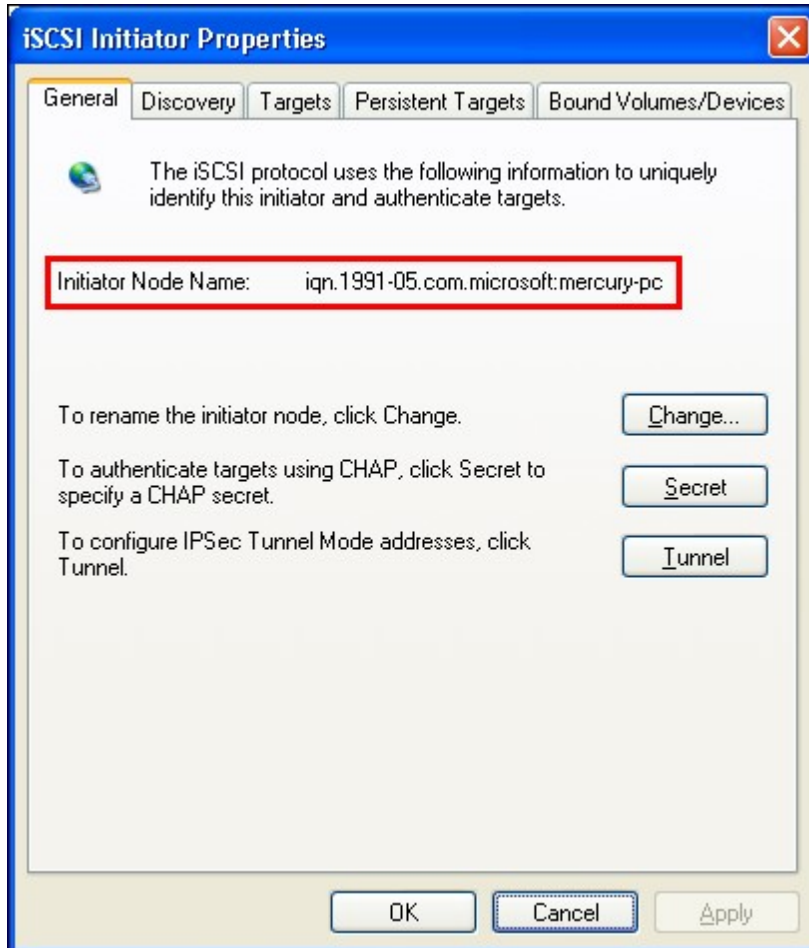 iSCSI Initiator Properties
General Discovery Targets Persistent Targets Bound Volumes/Devices
The iSCSI protocol uses the following information to uniquely
identify this initiator and authenticate targets.
Initiator Node Name: iqn.1991-05.com.microsoft:mercury-pc
To rename the initiator node, click Change.
Change...
To authenticate targets using CHAP, click Secret to
specify a CHAP secret.
Secret
To configure IPSec Tunnel Mode addresses, click
Tunnel.
Tunnel
OK Cancel Apply